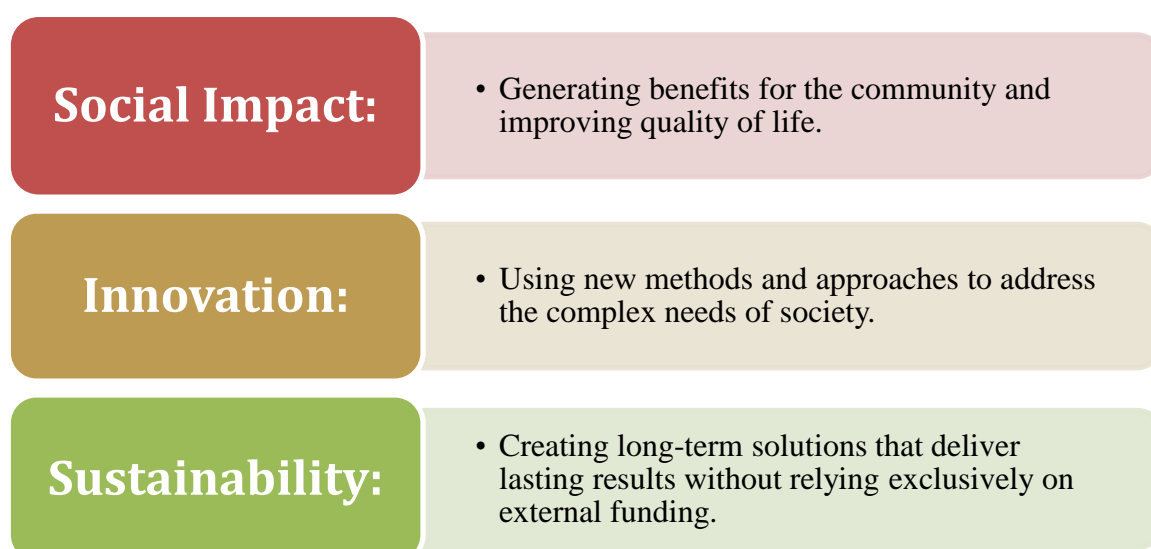 Social Impact:
• Generating benefits for the community and
improving quality of life.
Innovation:
• Using new methods and approaches to address
the complex needs of society.
Sustainability:
• Creating long-term solutions that deliver
lasting results without relying exclusively on
external funding.